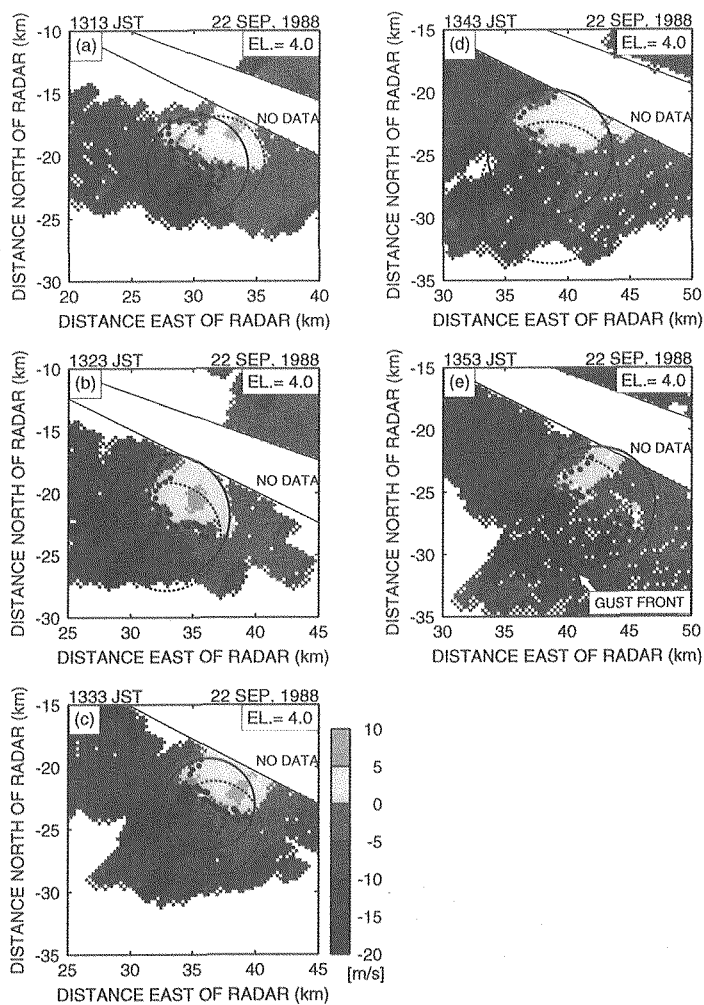 1313 JST 22 SEP. 1988
(a) EL.= 4.0
NO DATA
-10
-15
-20
-25
-30
20 25 30 35 40
DISTANCE NORTH OF RADAR (km)
DISTANCE EAST OF RADAR (km)
1323 JST 22 SEP. 1988
(b) EL.= 4.0
NO DATA
-10
-15
-20
-25
-30
25 30 35 40 45
DISTANCE NORTH OF RADAR (km)
DISTANCE EAST OF RADAR (km)
1333 JST 22 SEP. 1988
(c) EL.= 4.0
NO DATA
-15
-20
-25
-30
-35
25 30 35 40 45
DISTANCE NORTH OF RADAR (km)
DISTANCE EAST OF RADAR (km)
10
5
0
-5
-10
-15
-20
[m/s]
1343 JST 22 SEP. 1988
(d) EL.= 4.0
NO DATA
-15
-20
-25
-30
-35
30 35 40 45 50
DISTANCE NORTH OF RADAR (km)
DISTANCE EAST OF RADAR (km)
1353 JST 22 SEP. 1988
(e) EL.= 4.0
NO DATA
GUST FRONT
-15
-20
-25
-30
-35
30 35 40 45 50
DISTANCE NORTH OF RADAR (km)
DISTANCE EAST OF RADAR (km)